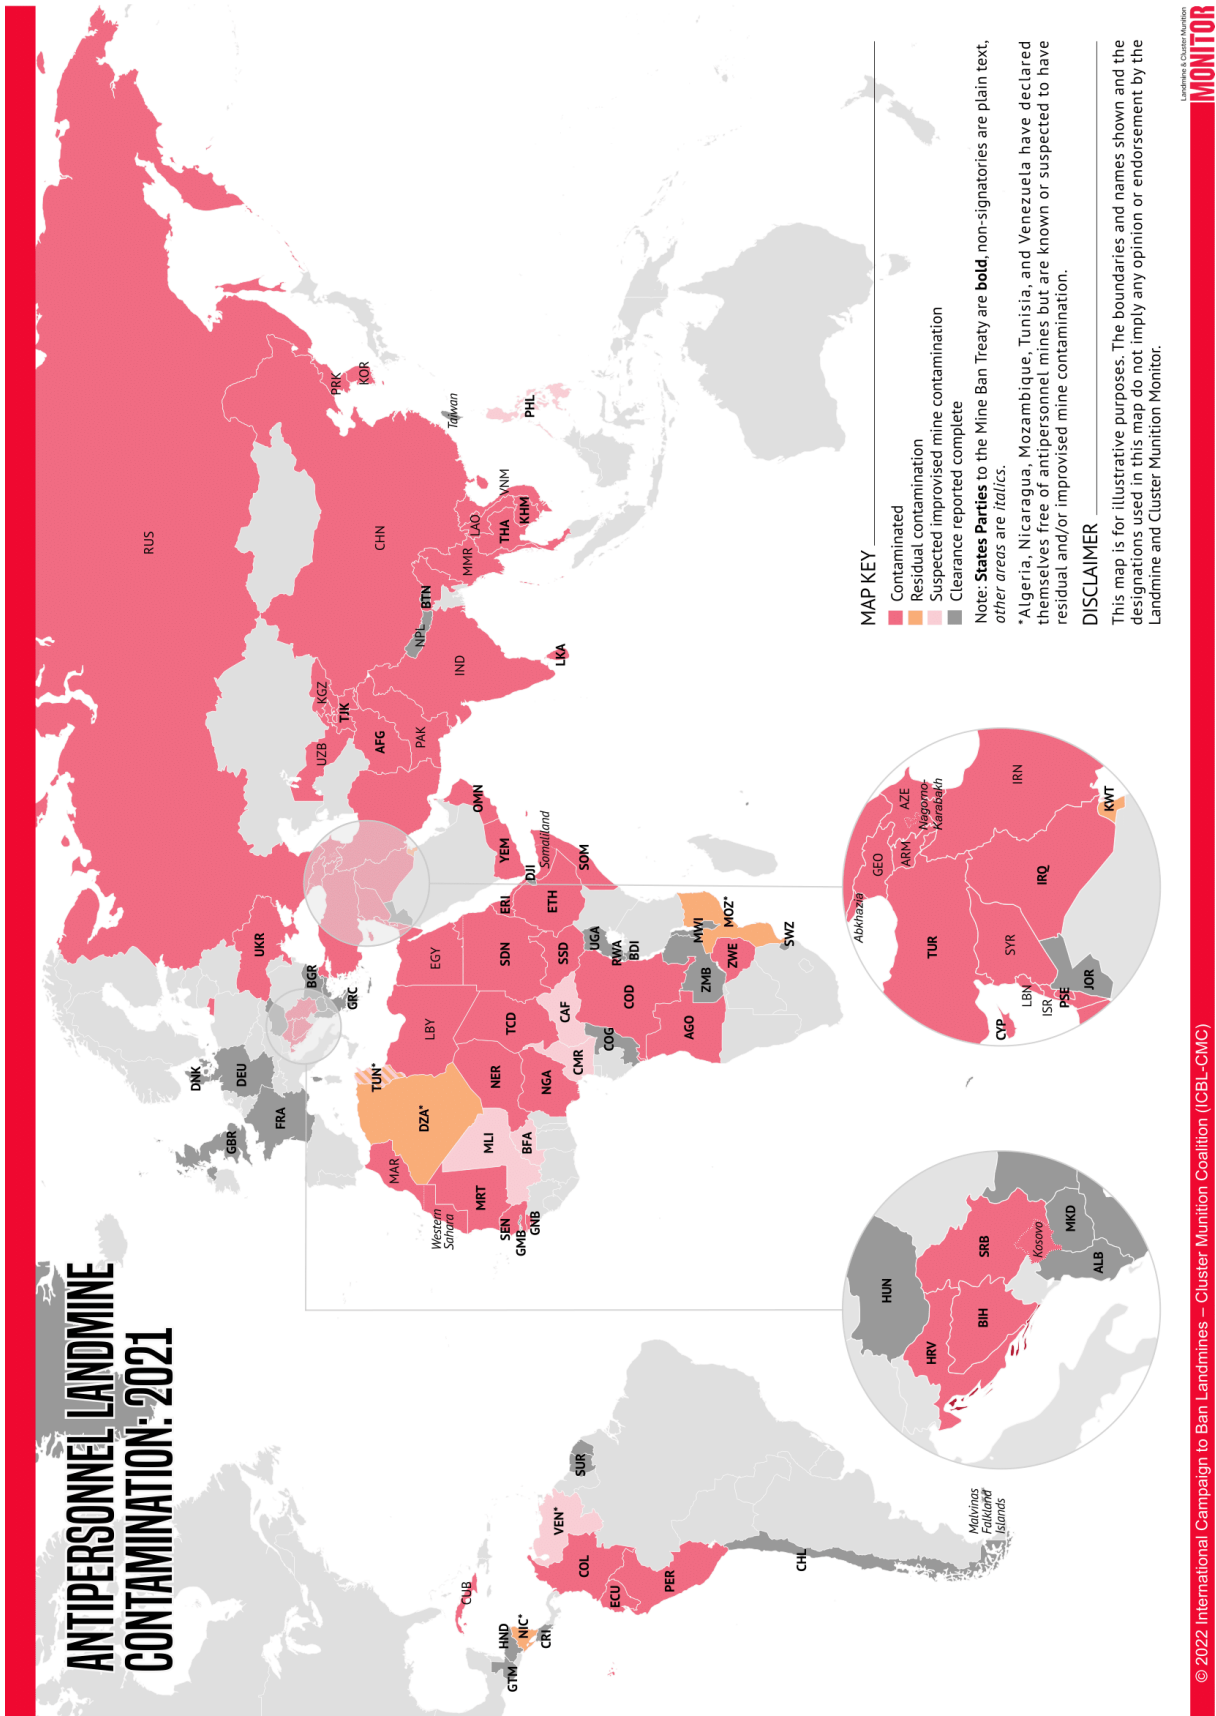 ANTIPERSONNEL LANDMINE
CONTAMINATION: 2021
RUS
CHN
PRK
KOR
Taiwan
PHL
VNM
LAO
THA
KHM
MMR
BTN
NPL
IND
LKA
KGZ
TJK
UZB
AFG
PAK
OMN
YEM
DJI
Somaliland
SOM
ERI
ETH
UKR
BGR
GRC
DNK
DEU
FRA
GBR
EGY
SDN
SSD
UGA
RWA
BDI
MWI
MOZ*
SWZ
ZWE
ZMB
COD
AGO
COG
CAF
CMR
TCD
LBY
NER
NGA
TUN*
DZA*
MLI
BFA
MAR
MRT
Western
Sahara
SEN
GMB
GNB
CUB
HND
NIC*
CRI
GTM
VEN*
SUR
COL
ECU
PER
CHL
Malvinas
Falkland
Islands
HUN
HRV
BIH
SRB
Kosovo
MKD
ALB
Abkhazia
GEO
ARM
AZE
Nagorno-
Karabakh
TUR
IRN
IRQ
SYR
KWT
CYP
LBN
ISR
PSE
JOR
MAP KEY
Contaminated
Residual contamination
Suspected improvised mine contamination
Clearance reported complete
Note: States Parties to the Mine Ban Treaty are bold, non-signatories are plain text,
other areas are italics.
*Algeria, Nicaragua, Mozambique, Tunisia, and Venezuela have declared
themselves free of antipersonnel mines but are known or suspected to have
residual and/or improvised mine contamination.
DISCLAIMER
This map is for illustrative purposes. The boundaries and names shown and the
designations used in this map do not imply any opinion or endorsement by the
Landmine and Cluster Munition Monitor.
© 2022 International Campaign to Ban Landmines – Cluster Munition Coalition (ICBL-CMC)
Landmine & Cluster Munition
MONITOR